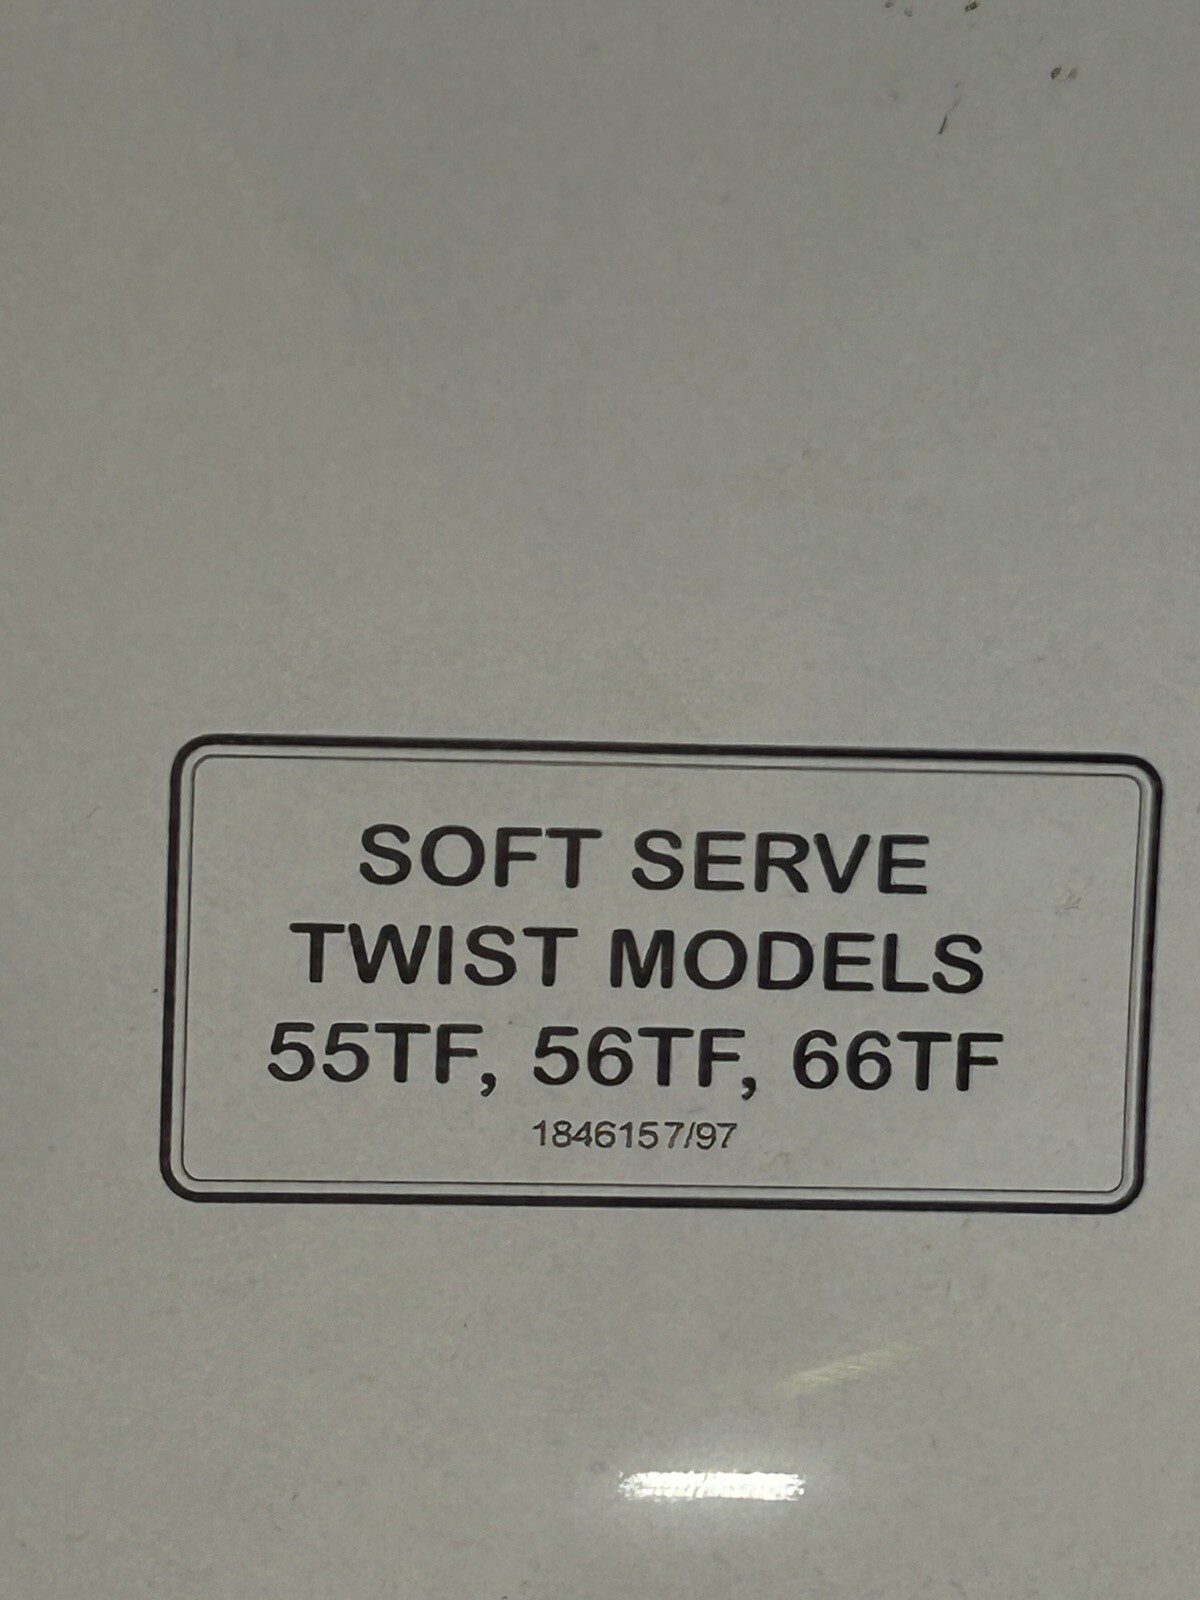 SOFT SERVE
TWIST MODELS
55TF, 56TF, 66TF
1846157/97